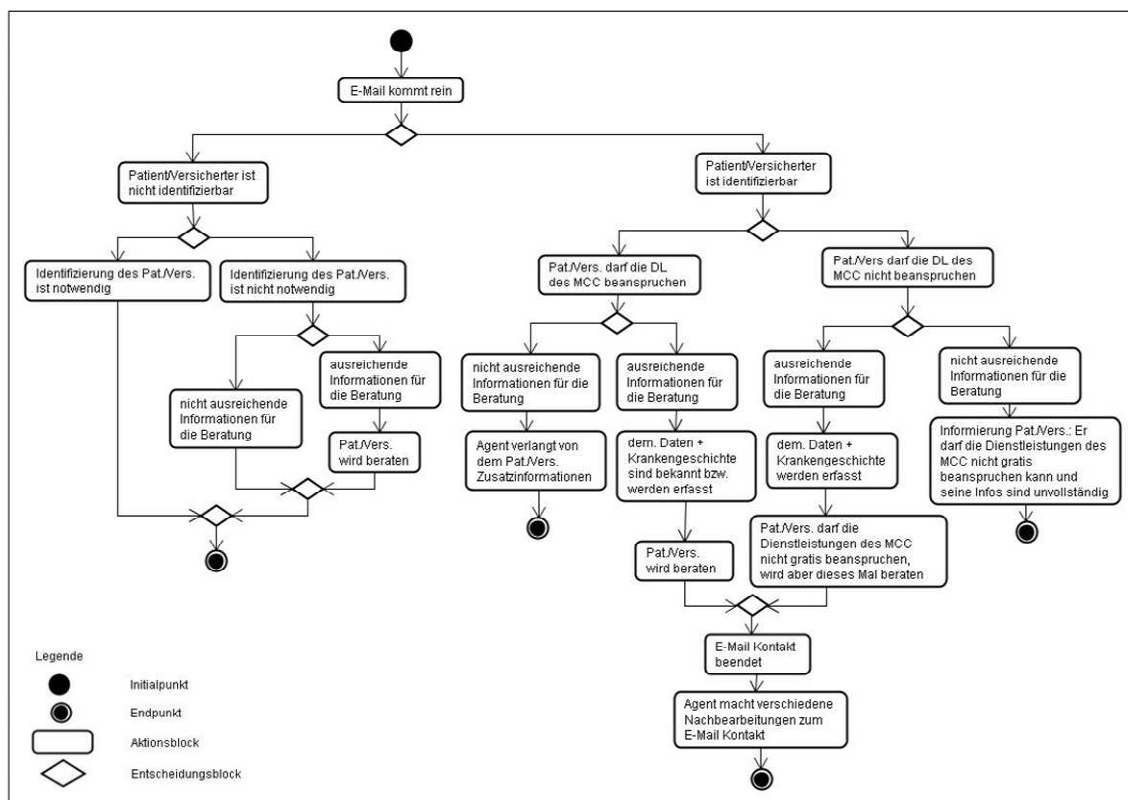 E-Mail kommt rein
Patient/Versicherter ist
nicht identifizierbar
Patient/Versicherter
ist identifizierbar
Identifizierung des Pat./Vers.
ist notwendig
Identifizierung des Pat./Vers.
ist nicht notwendig
Pat./Vers. darf die DL
des MCC beanspruchen
Pat./Vers darf die DL des
MCC nicht beanspruchen
nicht ausreichende
Informationen für
die Beratung
ausreichende
Informationen für
die Beratung
Pat./Vers.
wird beraten
nicht ausreichende
Informationen für die
Beratung
Agent verlangt von
dem Pat./Vers.
Zusatzinformationen
ausreichende
Informationen für
die Beratung
dem. Daten +
Krankengeschichte
sind bekannt bzw.
werden erfasst
Pat./Vers.
wird beraten
ausreichende
Informationen für
die Beratung
dem. Daten +
Krankengeschichte
werden erfasst
Pat./Vers. darf die
Dienstleistungen des MCC
nicht gratis beanspruchen,
wird aber dieses Mal beraten
nicht ausreichende
Informationen für die
Beratung
Informierung Pat./Vers.: Er
darf die Dienstleistungen des
MCC nicht gratis
beanspruchen kann und
seine Infos sind unvollständig
E-Mail Kontakt
beendet
Agent macht verschiedene
Nachbearbeitungen zum
E-Mail Kontakt
Legende
Initialpunkt
Endpunkt
Aktionsblock
Entscheidungsblock